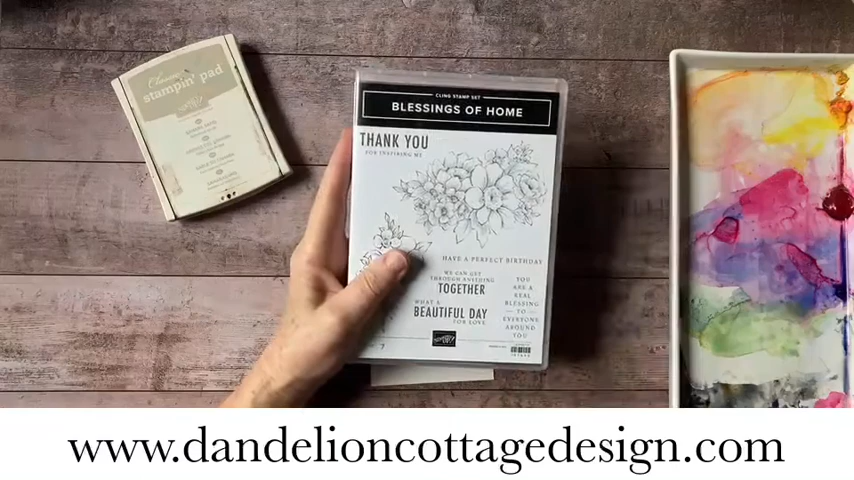 Classic
stampin' pad
CLING STAMP SET
BLESSINGS OF HOME
THANK YOU
FOR INSPIRING ME
HAVE A PERFECT BIRTHDAY
WE CAN GET
THROUGH ANYTHING
TOGETHER
WHAT A
BEAUTIFUL DAY
FOR LOVE
YOU
ARE A
REAL
BLESSING
— TO —
EVERYONE
AROUND
YOU
7
www.dandelioncottagedesign.com